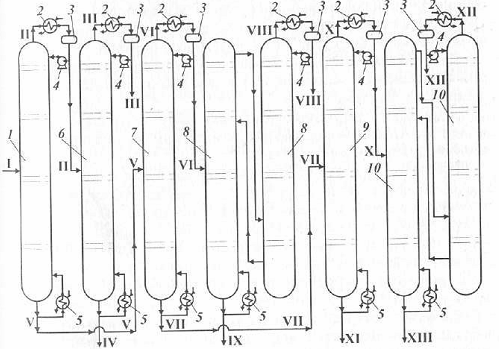 II 2 3 III 2 3 VI 2 3 VIII 2 3 X 2 3 3 2 XII
4 4 4 4 4 4
1 6 7 8 8 9 10 10
III VIII XII
I II V VI VII X
5 5 5 5 5 5
V V VII VII
IV IX XI XIII